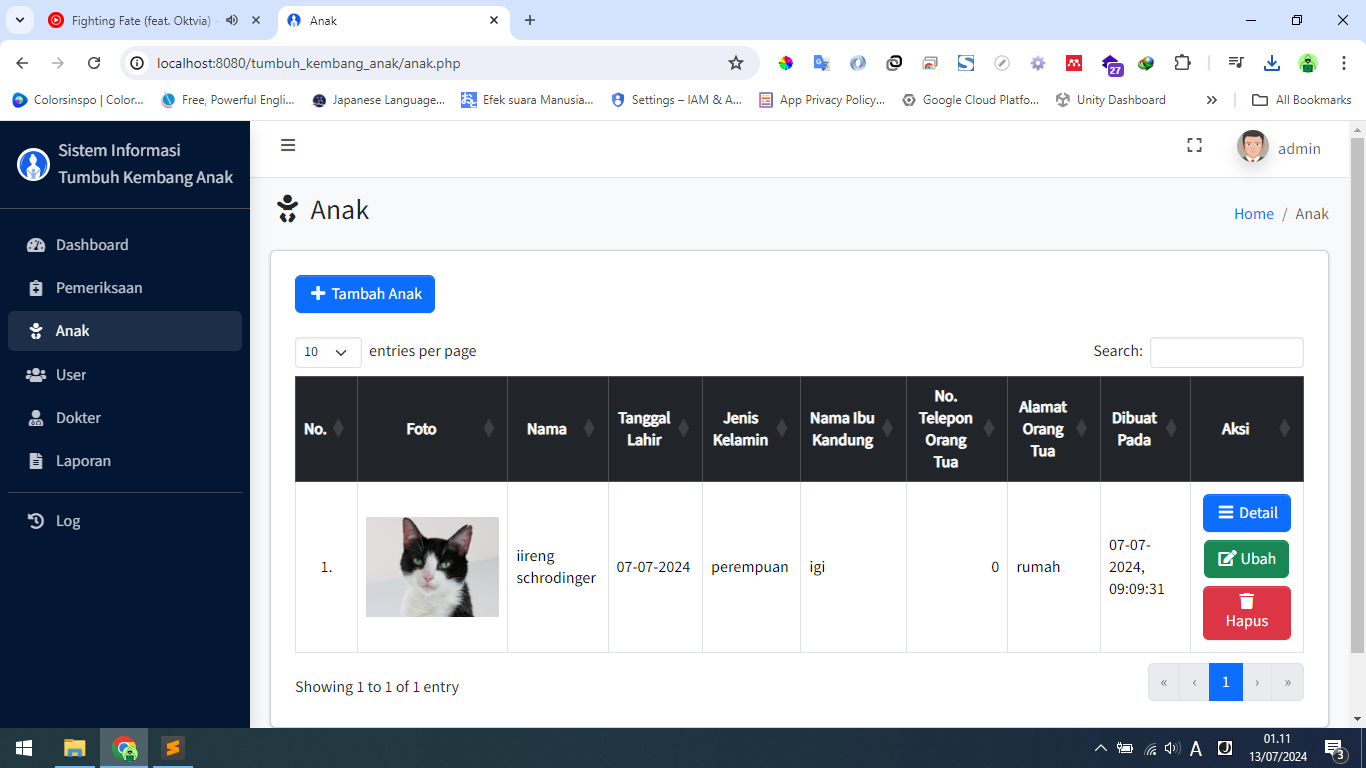 Fighting Fate (feat. Oktvia) -
Anak
localhost:8080/tumbuh_kembang_anak/anak.php
27
Colorsinspo | Color...
Free, Powerful Engli...
Japanese Language...
Efek suara Manusia...
Settings – IAM & A...
App Privacy Policy...
Google Cloud Platfo...
Unity Dashboard
All Bookmarks
Sistem Informasi
Tumbuh Kembang Anak
admin
Dashboard
Pemeriksaan
Anak
User
Dokter
Laporan
Log
Anak
Home / Anak
Tambah Anak
10 entries per page
Search:
No.
Foto
Nama
Tanggal
Lahir
Jenis
Kelamin
Nama Ibu
Kandung
No.
Telepon
Orang
Tua
Alamat
Orang
Tua
Dibuat
Pada
Aksi
1.
iireng
schrodinger
07-07-2024
perempuan
igi
0
rumah
07-07-
2024,
09:09:31
Detail
Ubah
Hapus
Showing 1 to 1 of 1 entry
« ‹ 1 › »
A
01.11
13/07/2024
3